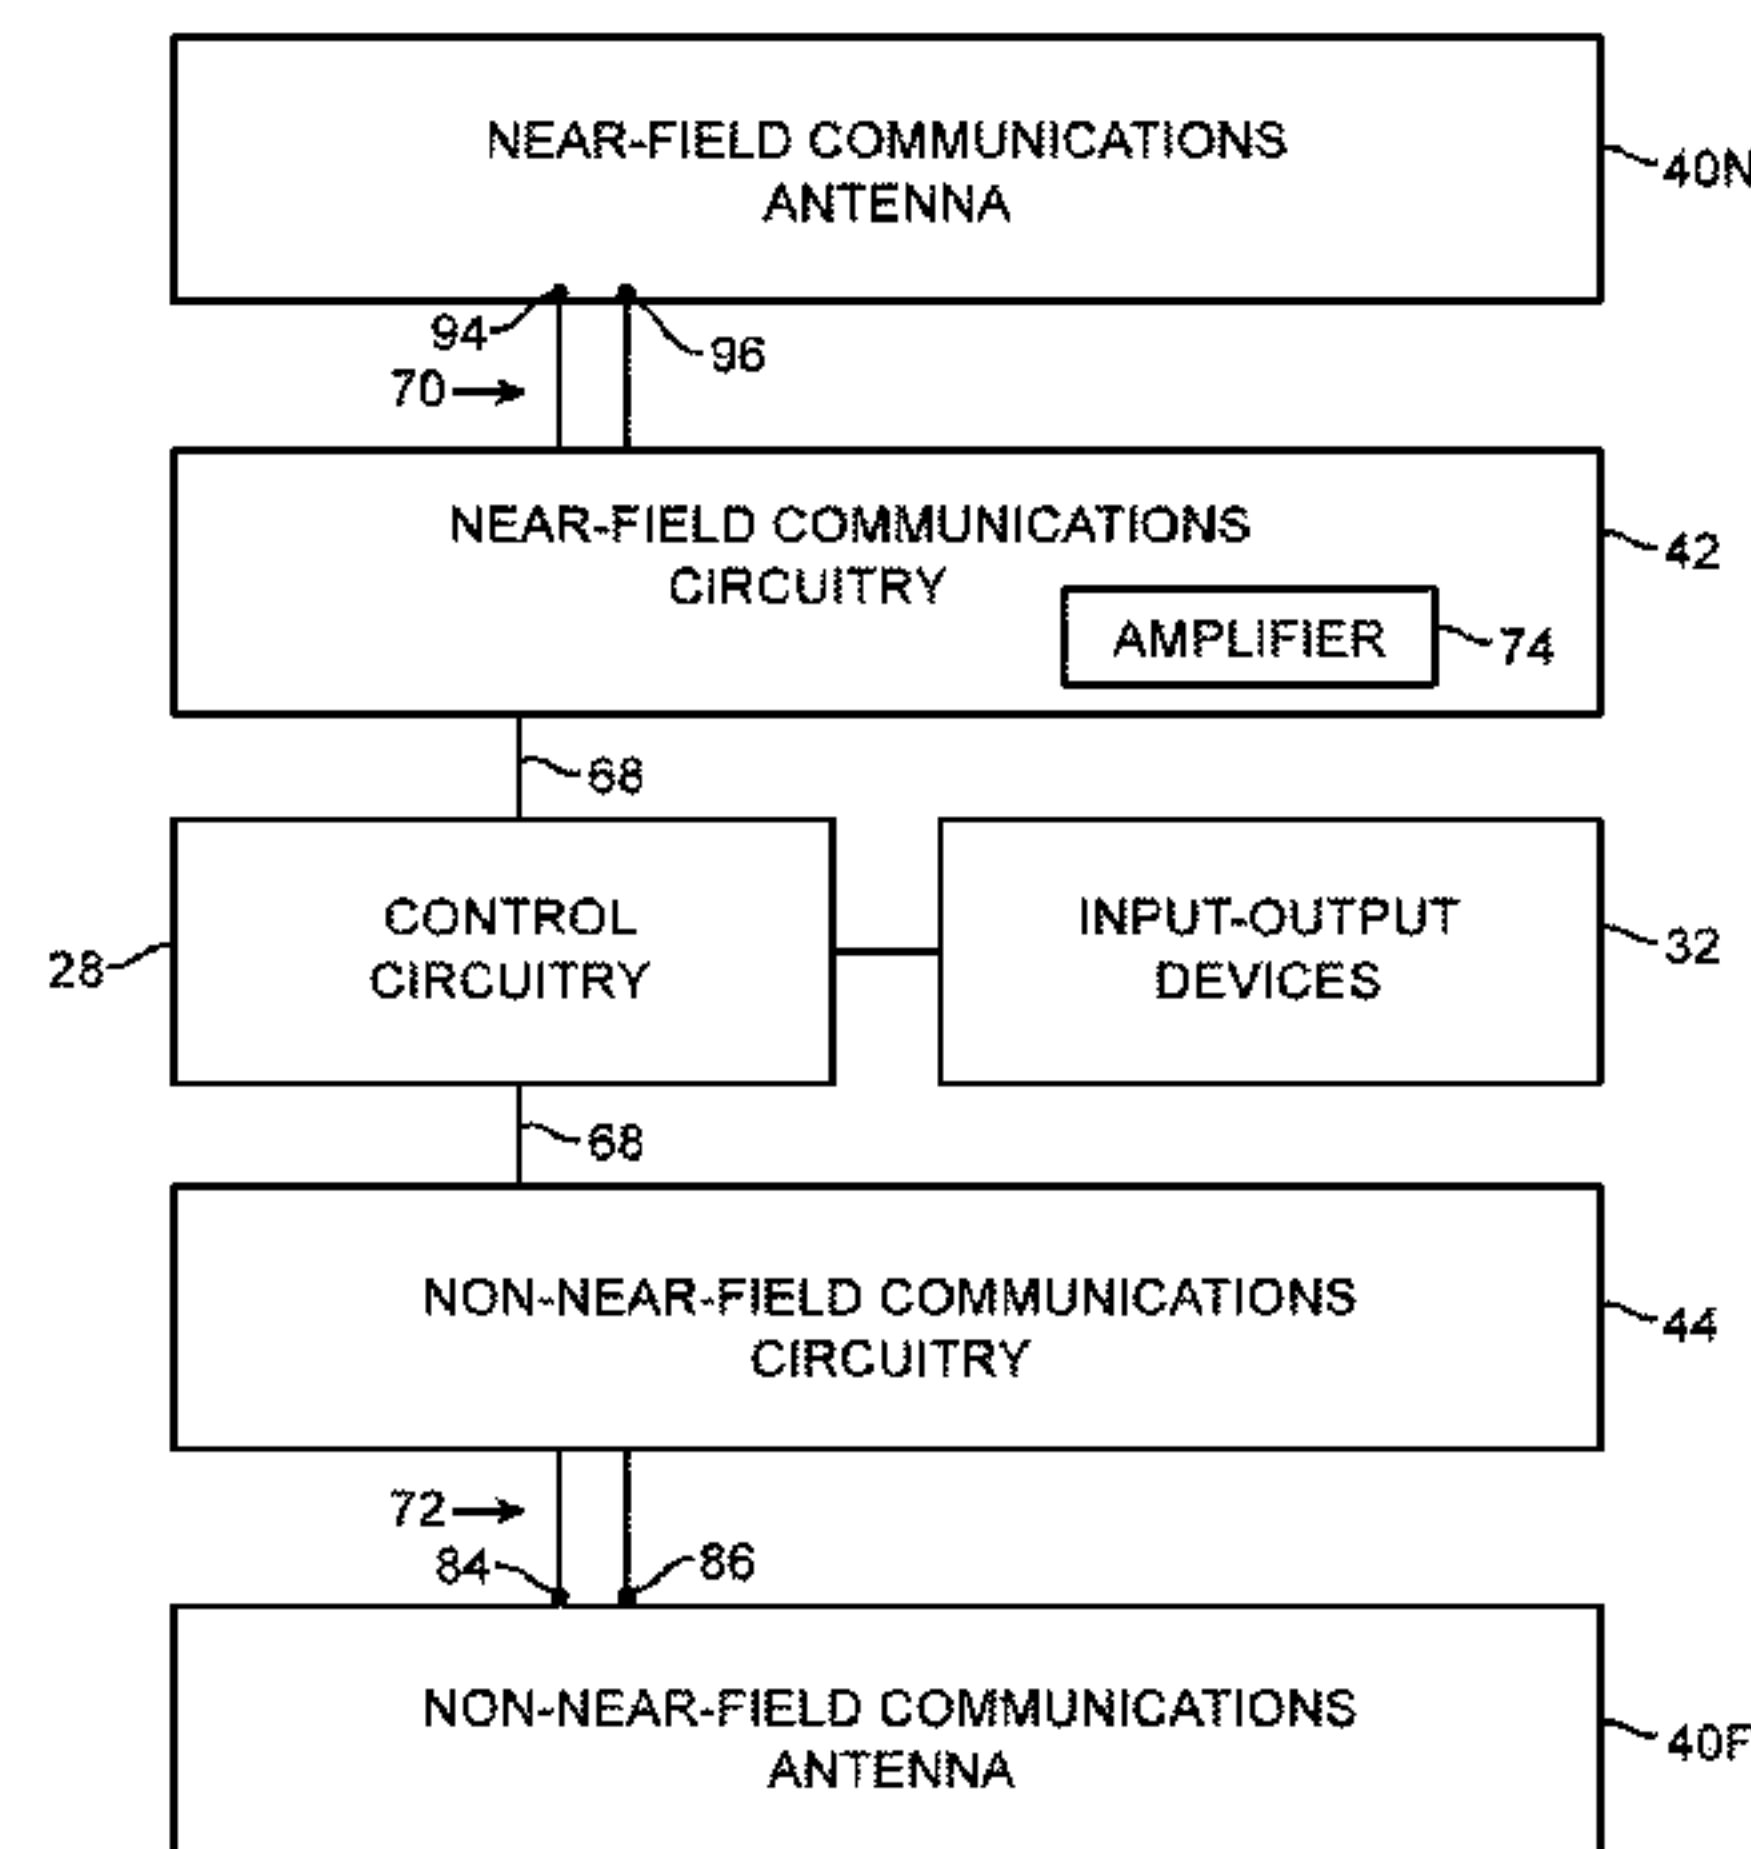 NEAR-FIELD COMMUNICATIONS
ANTENNA
40N
94
96
70
NEAR-FIELD COMMUNICATIONS
CIRCUITRY
42
AMPLIFIER
74
68
CONTROL
CIRCUITRY
28
INPUT-OUTPUT
DEVICES
32
68
NON-NEAR-FIELD COMMUNICATIONS
CIRCUITRY
44
72
84
86
NON-NEAR-FIELD COMMUNICATIONS
ANTENNA
40F